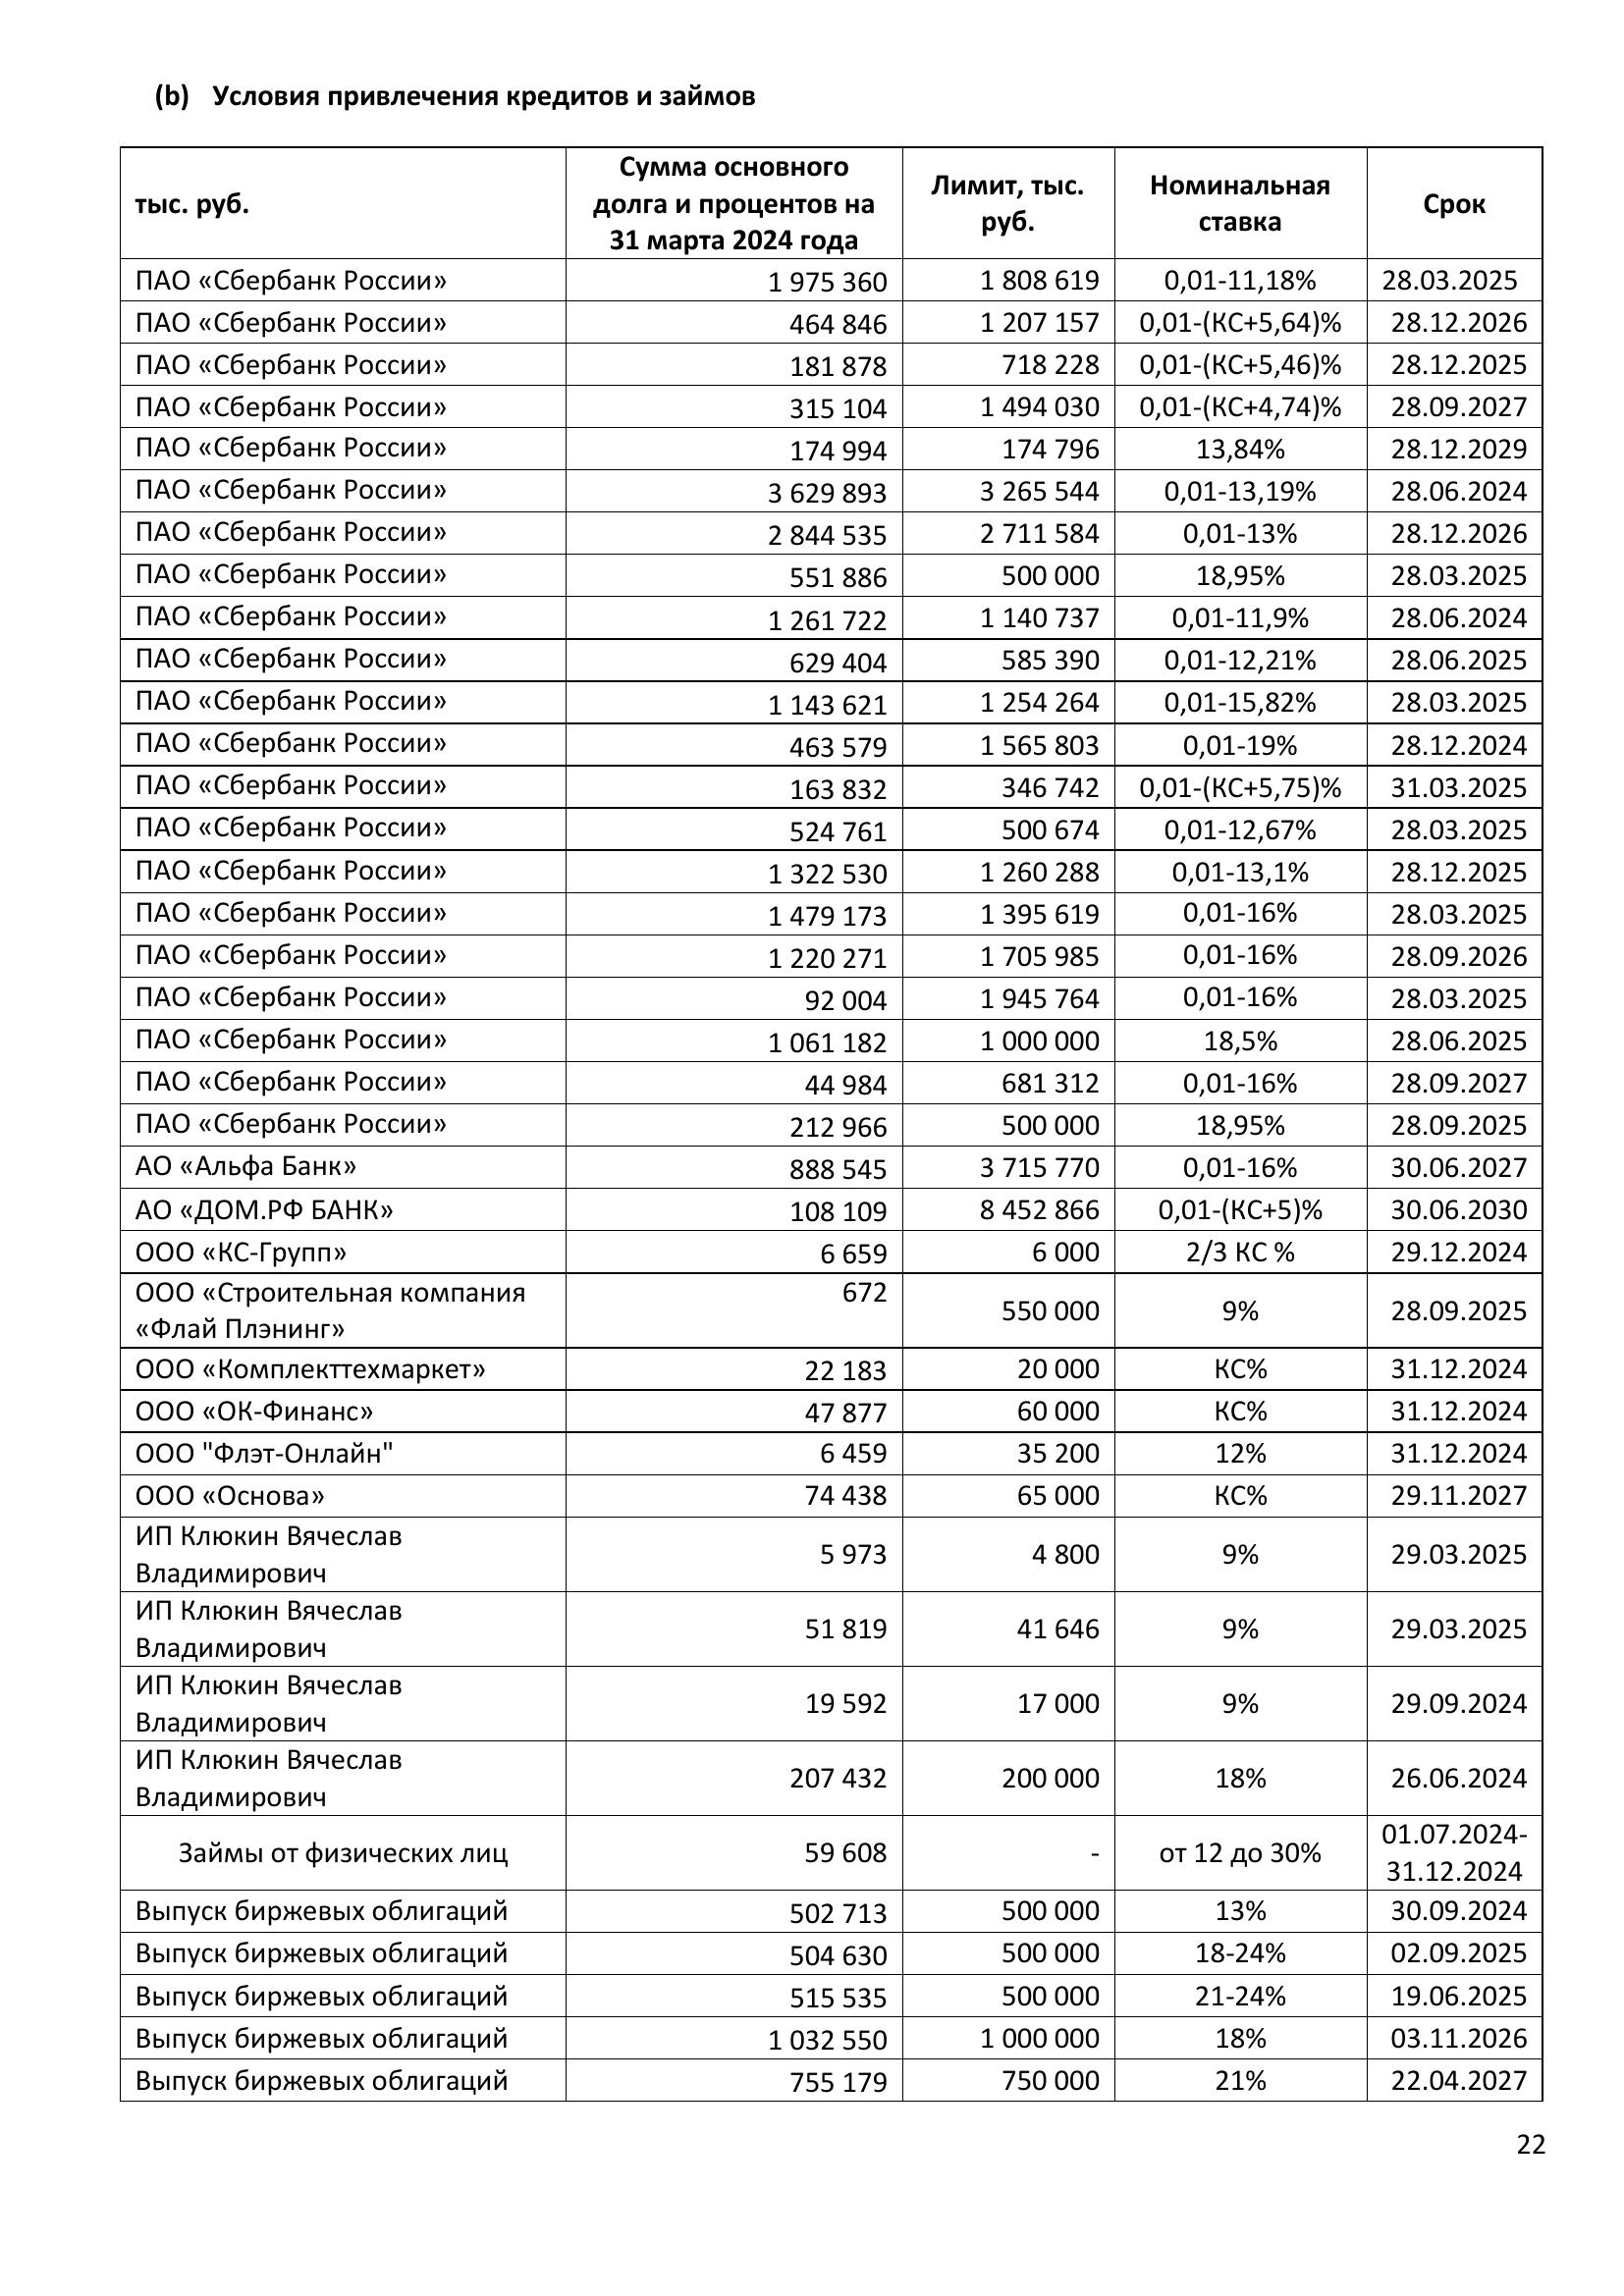 (b) Условия привлечения кредитов и займов
тыс. руб. Сумма основного долга и процентов на 31 марта 2024 года Лимит, тыс. руб. Номинальная ставка Срок
ПАО «Сбербанк России» 1 975 360 1 808 619 0,01-11,18% 28.03.2025
ПАО «Сбербанк России» 464 846 1 207 157 0,01-(КС+5,64)% 28.12.2026
ПАО «Сбербанк России» 181 878 718 228 0,01-(КС+5,46)% 28.12.2025
ПАО «Сбербанк России» 315 104 1 494 030 0,01-(КС+4,74)% 28.09.2027
ПАО «Сбербанк России» 174 994 174 796 13,84% 28.12.2029
ПАО «Сбербанк России» 3 629 893 3 265 544 0,01-13,19% 28.06.2024
ПАО «Сбербанк России» 2 844 535 2 711 584 0,01-13% 28.12.2026
ПАО «Сбербанк России» 551 886 500 000 18,95% 28.03.2025
ПАО «Сбербанк России» 1 261 722 1 140 737 0,01-11,9% 28.06.2024
ПАО «Сбербанк России» 629 404 585 390 0,01-12,21% 28.06.2025
ПАО «Сбербанк России» 1 143 621 1 254 264 0,01-15,82% 28.03.2025
ПАО «Сбербанк России» 463 579 1 565 803 0,01-19% 28.12.2024
ПАО «Сбербанк России» 163 832 346 742 0,01-(КС+5,75)% 31.03.2025
ПАО «Сбербанк России» 524 761 500 674 0,01-12,67% 28.03.2025
ПАО «Сбербанк России» 1 322 530 1 260 288 0,01-13,1% 28.12.2025
ПАО «Сбербанк России» 1 479 173 1 395 619 0,01-16% 28.03.2025
ПАО «Сбербанк России» 1 220 271 1 705 985 0,01-16% 28.09.2026
ПАО «Сбербанк России» 92 004 1 945 764 0,01-16% 28.03.2025
ПАО «Сбербанк России» 1 061 182 1 000 000 18,5% 28.06.2025
ПАО «Сбербанк России» 44 984 681 312 0,01-16% 28.09.2027
ПАО «Сбербанк России» 212 966 500 000 18,95% 28.09.2025
АО «Альфа Банк» 888 545 3 715 770 0,01-16% 30.06.2027
АО «ДОМ.РФ БАНК» 108 109 8 452 866 0,01-(КС+5)% 30.06.2030
ООО «КС-Групп» 6 659 6 000 2/3 КС % 29.12.2024
ООО «Строительная компания «Флай Плэнинг» 672 550 000 9% 28.09.2025
ООО «Комплекттехмаркет» 22 183 20 000 КС% 31.12.2024
ООО «ОК-Финанс» 47 877 60 000 КС% 31.12.2024
ООО "Флэт-Онлайн" 6 459 35 200 12% 31.12.2024
ООО «Основа» 74 438 65 000 КС% 29.11.2027
ИП Клюкин Вячеслав Владимирович 5 973 4 800 9% 29.03.2025
ИП Клюкин Вячеслав Владимирович 51 819 41 646 9% 29.03.2025
ИП Клюкин Вячеслав Владимирович 19 592 17 000 9% 29.09.2024
ИП Клюкин Вячеслав Владимирович 207 432 200 000 18% 26.06.2024
Займы от физических лиц 59 608 - от 12 до 30% 01.07.2024-31.12.2024
Выпуск биржевых облигаций 502 713 500 000 13% 30.09.2024
Выпуск биржевых облигаций 504 630 500 000 18-24% 02.09.2025
Выпуск биржевых облигаций 515 535 500 000 21-24% 19.06.2025
Выпуск биржевых облигаций 1 032 550 1 000 000 18% 03.11.2026
Выпуск биржевых облигаций 755 179 750 000 21% 22.04.2027
22